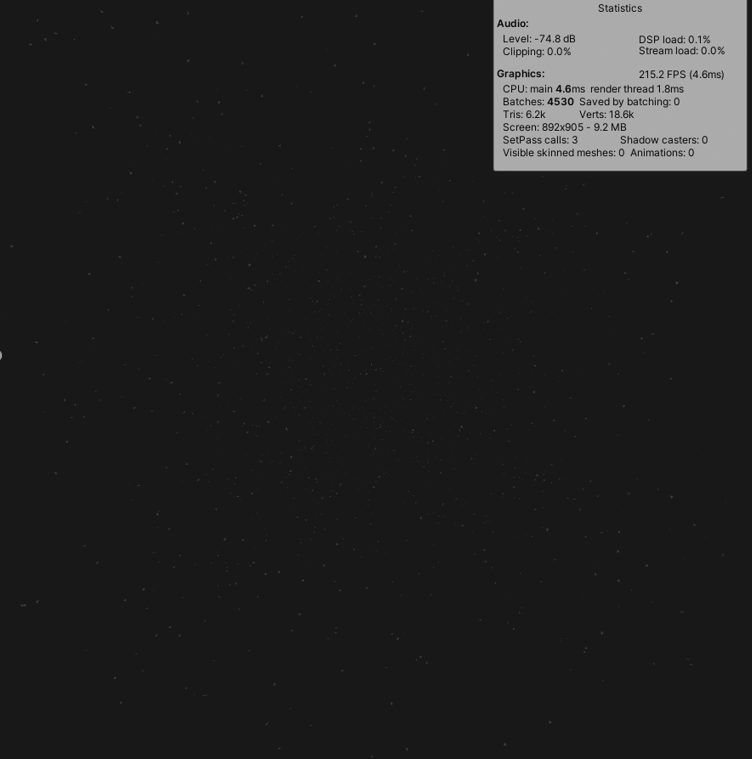 Statistics
Audio:
Level: -74.8 dB DSP load: 0.1%
Clipping: 0.0% Stream load: 0.0%
Graphics: 215.2 FPS (4.6ms)
CPU: main 4.6ms render thread 1.8ms
Batches: 4530 Saved by batching: 0
Tris: 6.2k Verts: 18.6k
Screen: 892x905 - 9.2 MB
SetPass calls: 3 Shadow casters: 0
Visible skinned meshes: 0 Animations: 0